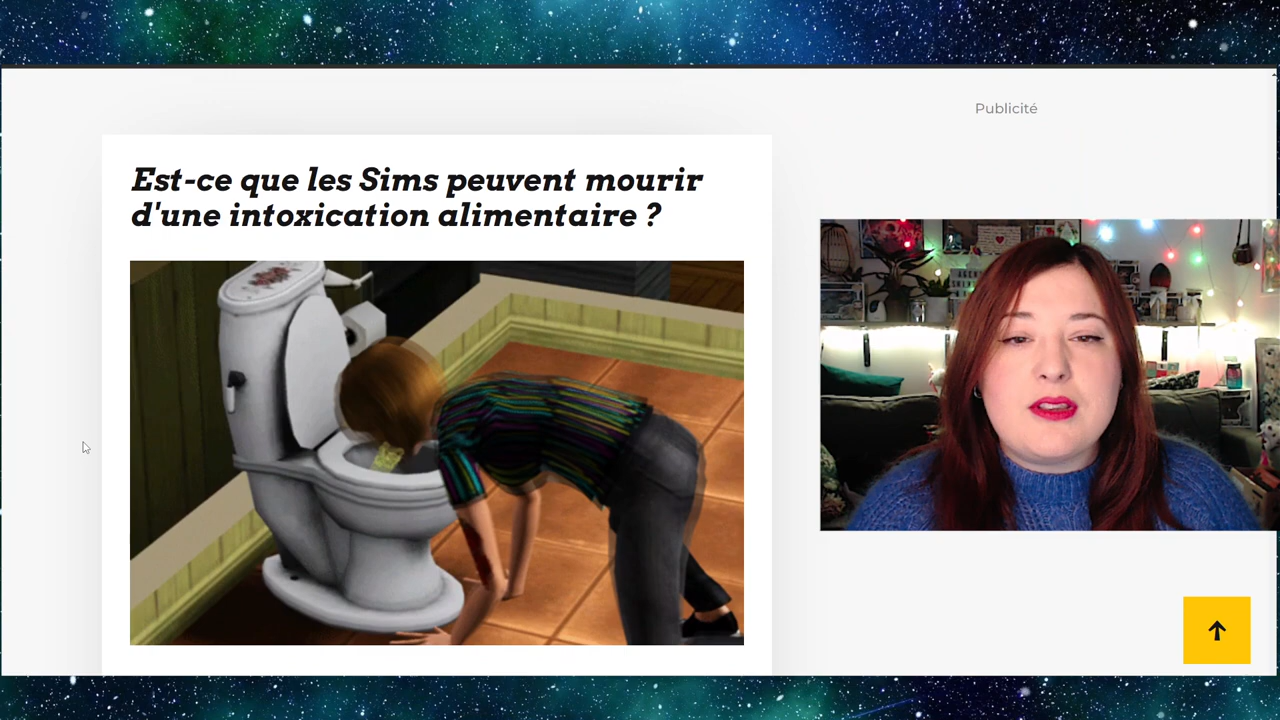 Publicité
Est-ce que les Sims peuvent mourir
d'une intoxication alimentaire ?